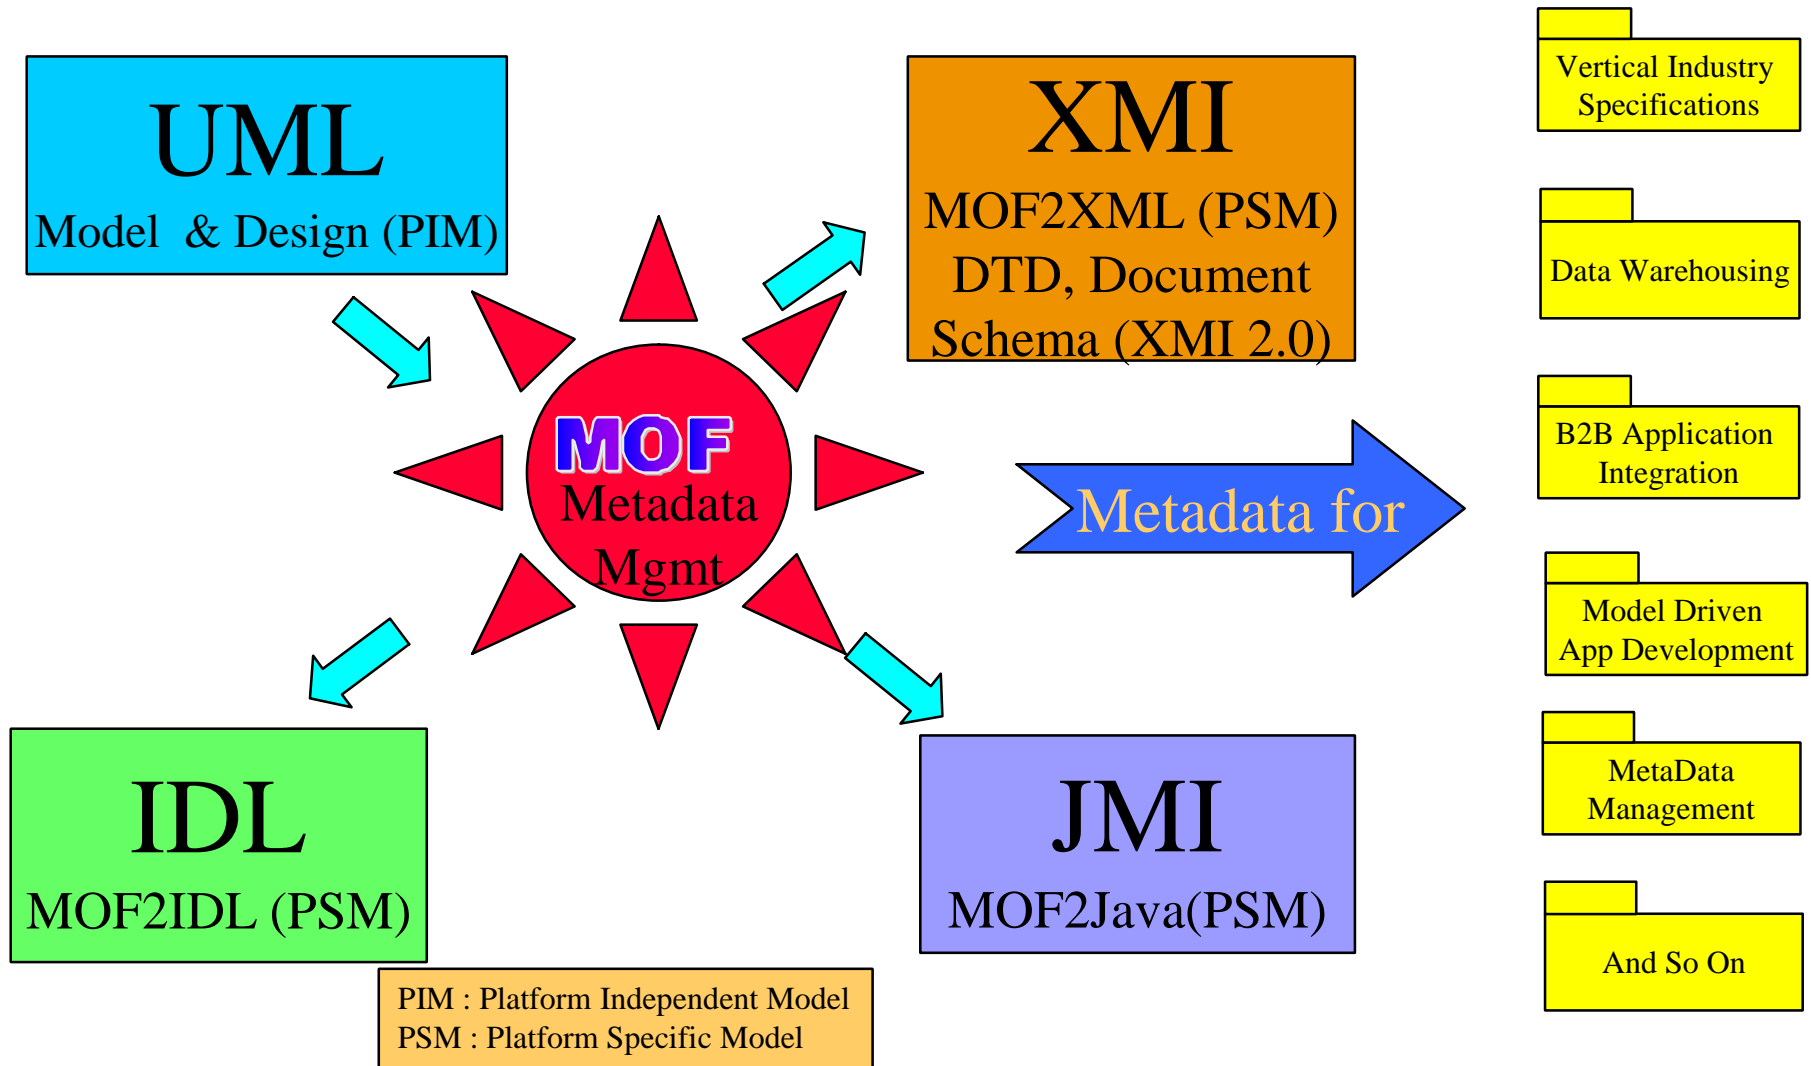 UML
Model & Design (PIM)
XMI
MOF2XML (PSM)
DTD, Document
Schema (XMI 2.0)
MOF
Metadata
Mgmt
Metadata for
IDL
MOF2IDL (PSM)
JMI
MOF2Java(PSM)
PIM : Platform Independent Model
PSM : Platform Specific Model
Vertical Industry
Specifications
Data Warehousing
B2B Application
Integration
Model Driven
App Development
MetaData
Management
And So On